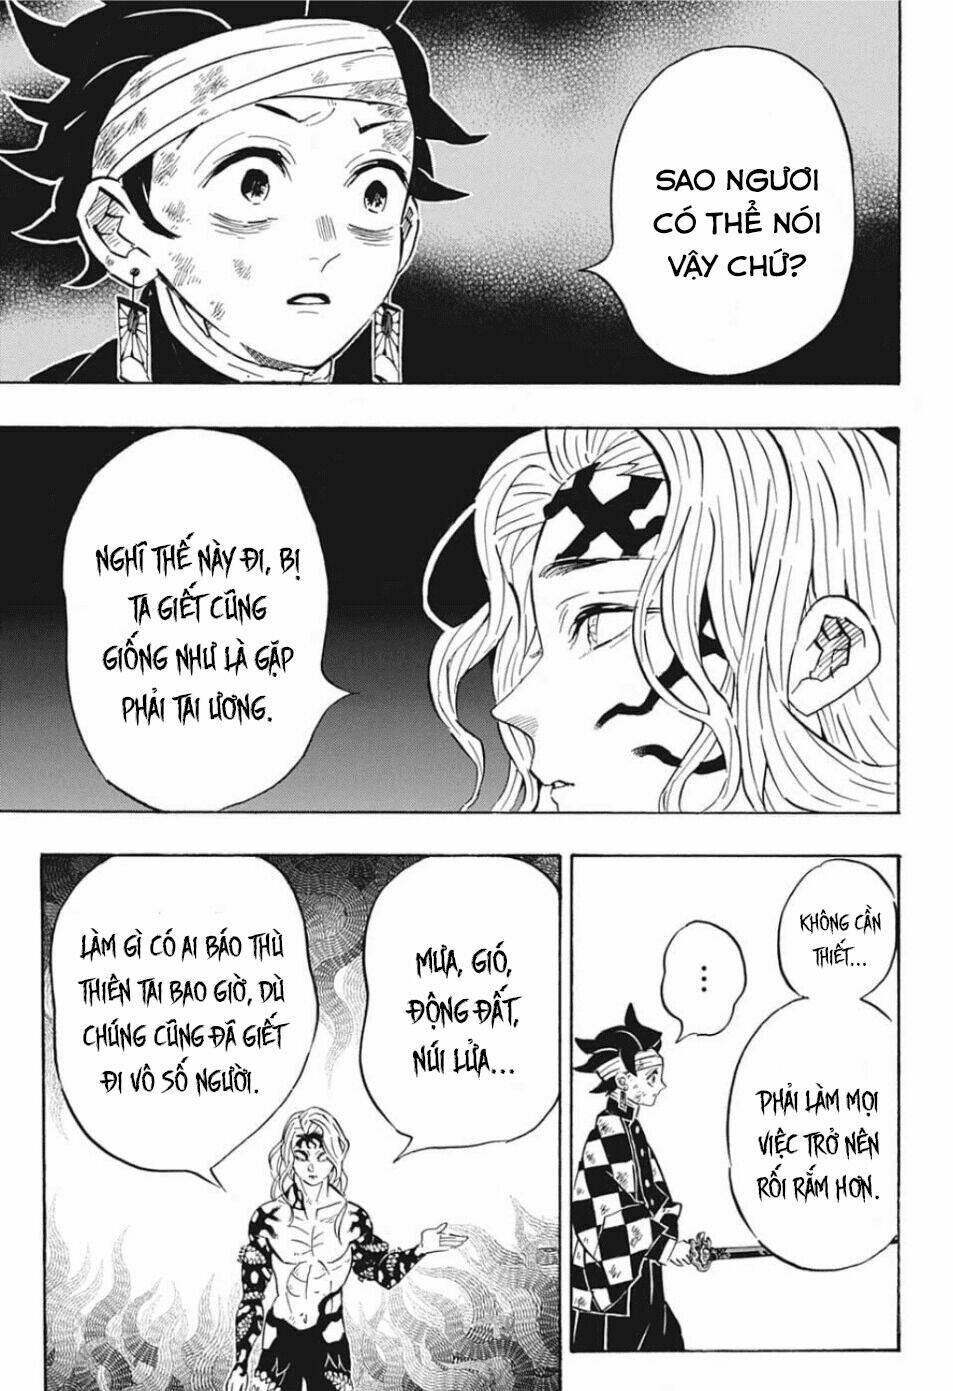 SAO NGƯƠI
CÓ THỂ NÓI
VẬY CHỨ?
NGHĨ THẾ NÀY ĐI, BỊ
TA GIẾT CŨNG
GIỐNG NHƯ LÀ GẶP
PHẢI TAI ƯƠNG.
KHÔNG CẦN
THIẾT...
PHẢI LÀM MỌI
VIỆC TRỞ NÊN
RỐI RẮM HƠN.
...
MƯA, GIÓ,
ĐỘNG ĐẤT,
NÚI LỬA...
LÀM GÌ CÓ AI BÁO THÙ
THIÊN TAI BAO GIỜ, DÙ
CHÚNG CŨNG ĐÃ GIẾT
ĐI VÔ SỐ NGƯỜI.